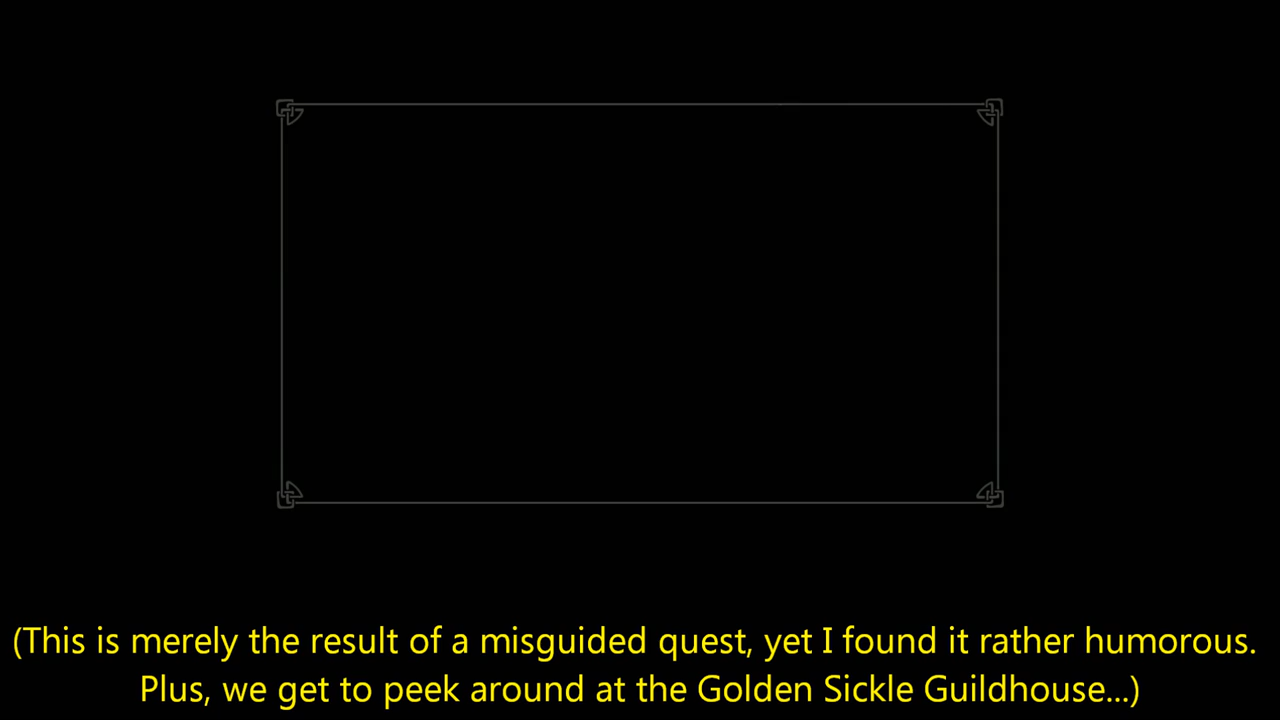 (This is merely the result of a misguided quest, yet I found it rather humorous.
Plus, we get to peek around at the Golden Sickle Guildhouse...)